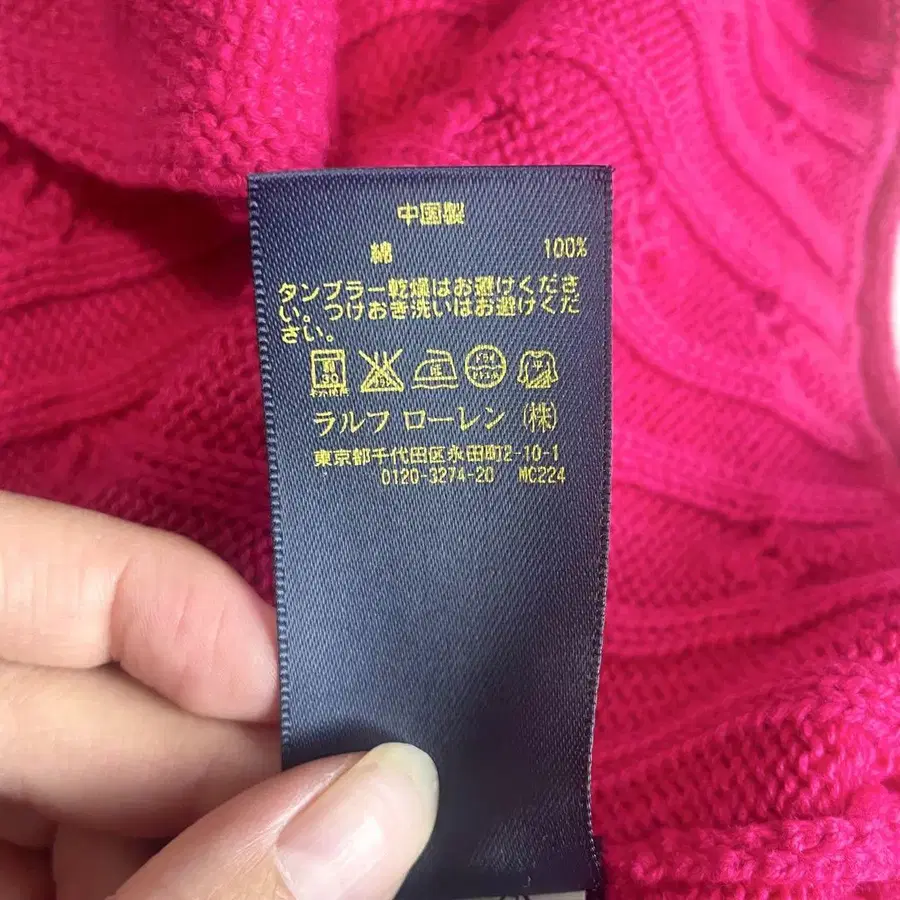 中国製
綿 100%
タンブラー乾燥はお避けくださ
い。つけおき洗いはお避けくだ
さい。
30
ラルフ ローレン (株)
東京都千代田区永田町2-10-1
0120-3274-20 MC224